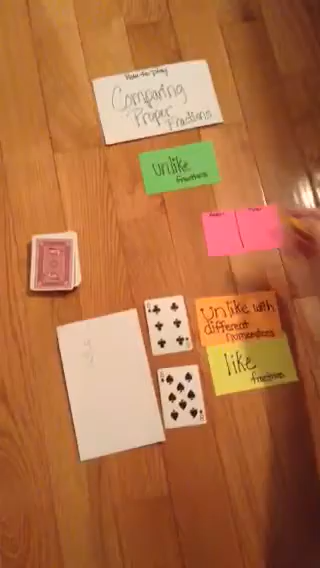 How-to-play
Comparing
Proper
Fractions
Unlike
fractions
Unlike with
different
numerators
like
fractions